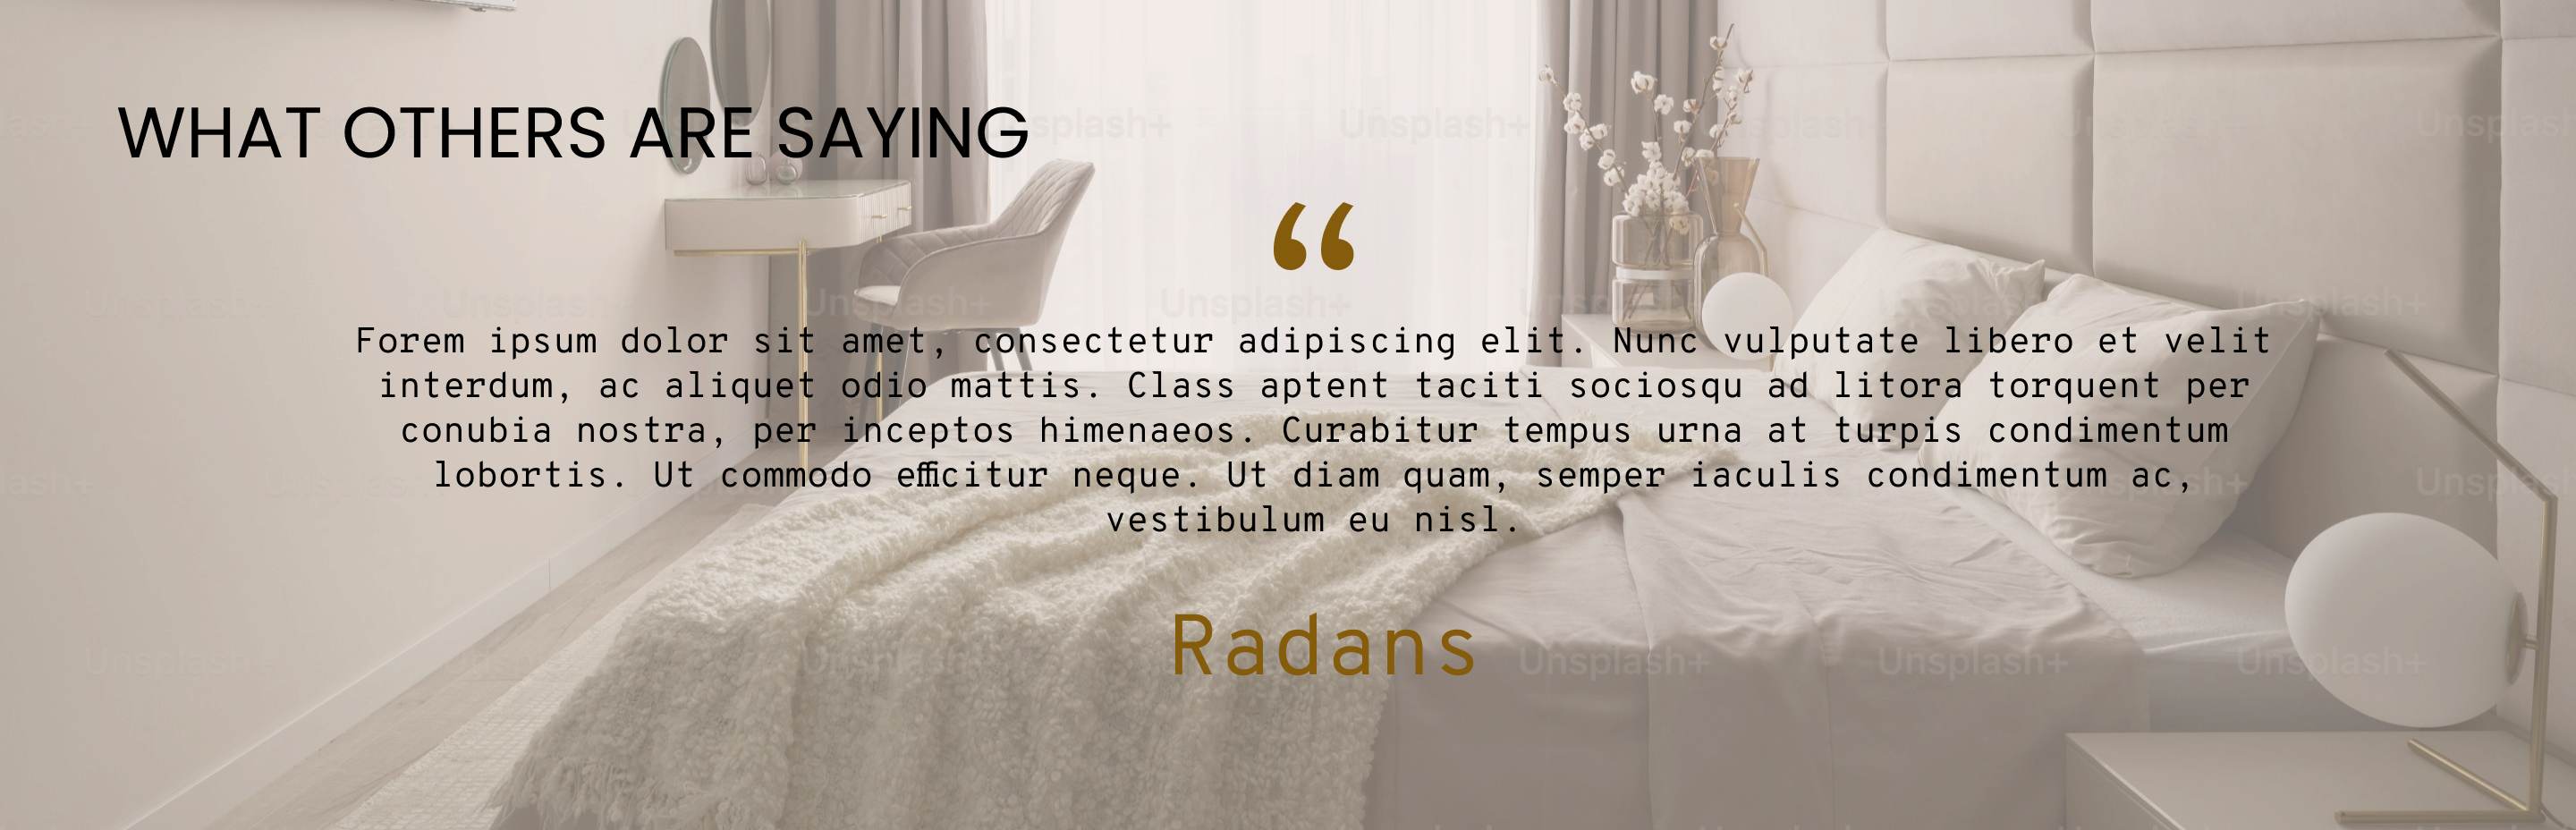 WHAT OTHERS ARE SAYING
“
Forem ipsum dolor sit amet, consectetur adipiscing elit. Nunc vulputate libero et velit
interdum, ac aliquet odio mattis. Class aptent taciti sociosqu ad litora torquent per
conubia nostra, per inceptos himenaeos. Curabitur tempus urna at turpis condimentum
lobortis. Ut commodo efficitur neque. Ut diam quam, semper iaculis condimentum ac,
vestibulum eu nisl.
Radans
Unsplash+